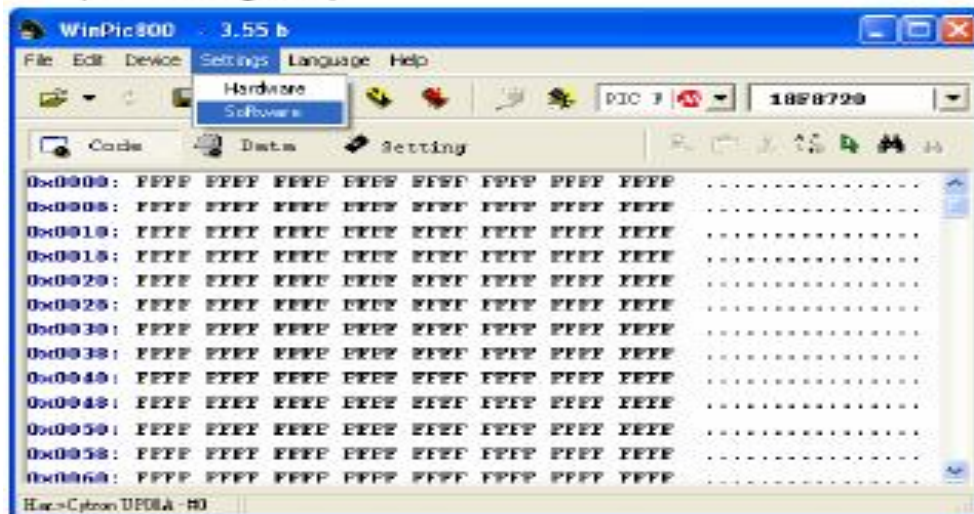 WinPic800 - 3.55 b
File Edit Device Settings Language Help
Hardware
Software
PIC 18F8720
Code Data Setting
0x0000: FFFF FFFF FFFF FFFF FFFF FFFF FFFF FFFF ................
0x0008: FFFF FFFF FFFF FFFF FFFF FFFF FFFF FFFF ................
0x0010: FFFF FFFF FFFF FFFF FFFF FFFF FFFF FFFF ................
0x0018: FFFF FFFF FFFF FFFF FFFF FFFF FFFF FFFF ................
0x0020: FFFF FFFF FFFF FFFF FFFF FFFF FFFF FFFF ................
0x0028: FFFF FFFF FFFF FFFF FFFF FFFF FFFF FFFF ................
0x0030: FFFF FFFF FFFF FFFF FFFF FFFF FFFF FFFF ................
0x0038: FFFF FFFF FFFF FFFF FFFF FFFF FFFF FFFF ................
0x0040: FFFF FFFF FFFF FFFF FFFF FFFF FFFF FFFF ................
0x0048: FFFF FFFF FFFF FFFF FFFF FFFF FFFF FFFF ................
0x0050: FFFF FFFF FFFF FFFF FFFF FFFF FFFF FFFF ................
0x0058: FFFF FFFF FFFF FFFF FFFF FFFF FFFF FFFF ................
0x0060: FFFF FFFF FFFF FFFF FFFF FFFF FFFF FFFF ................
Cytron UP00A - #0